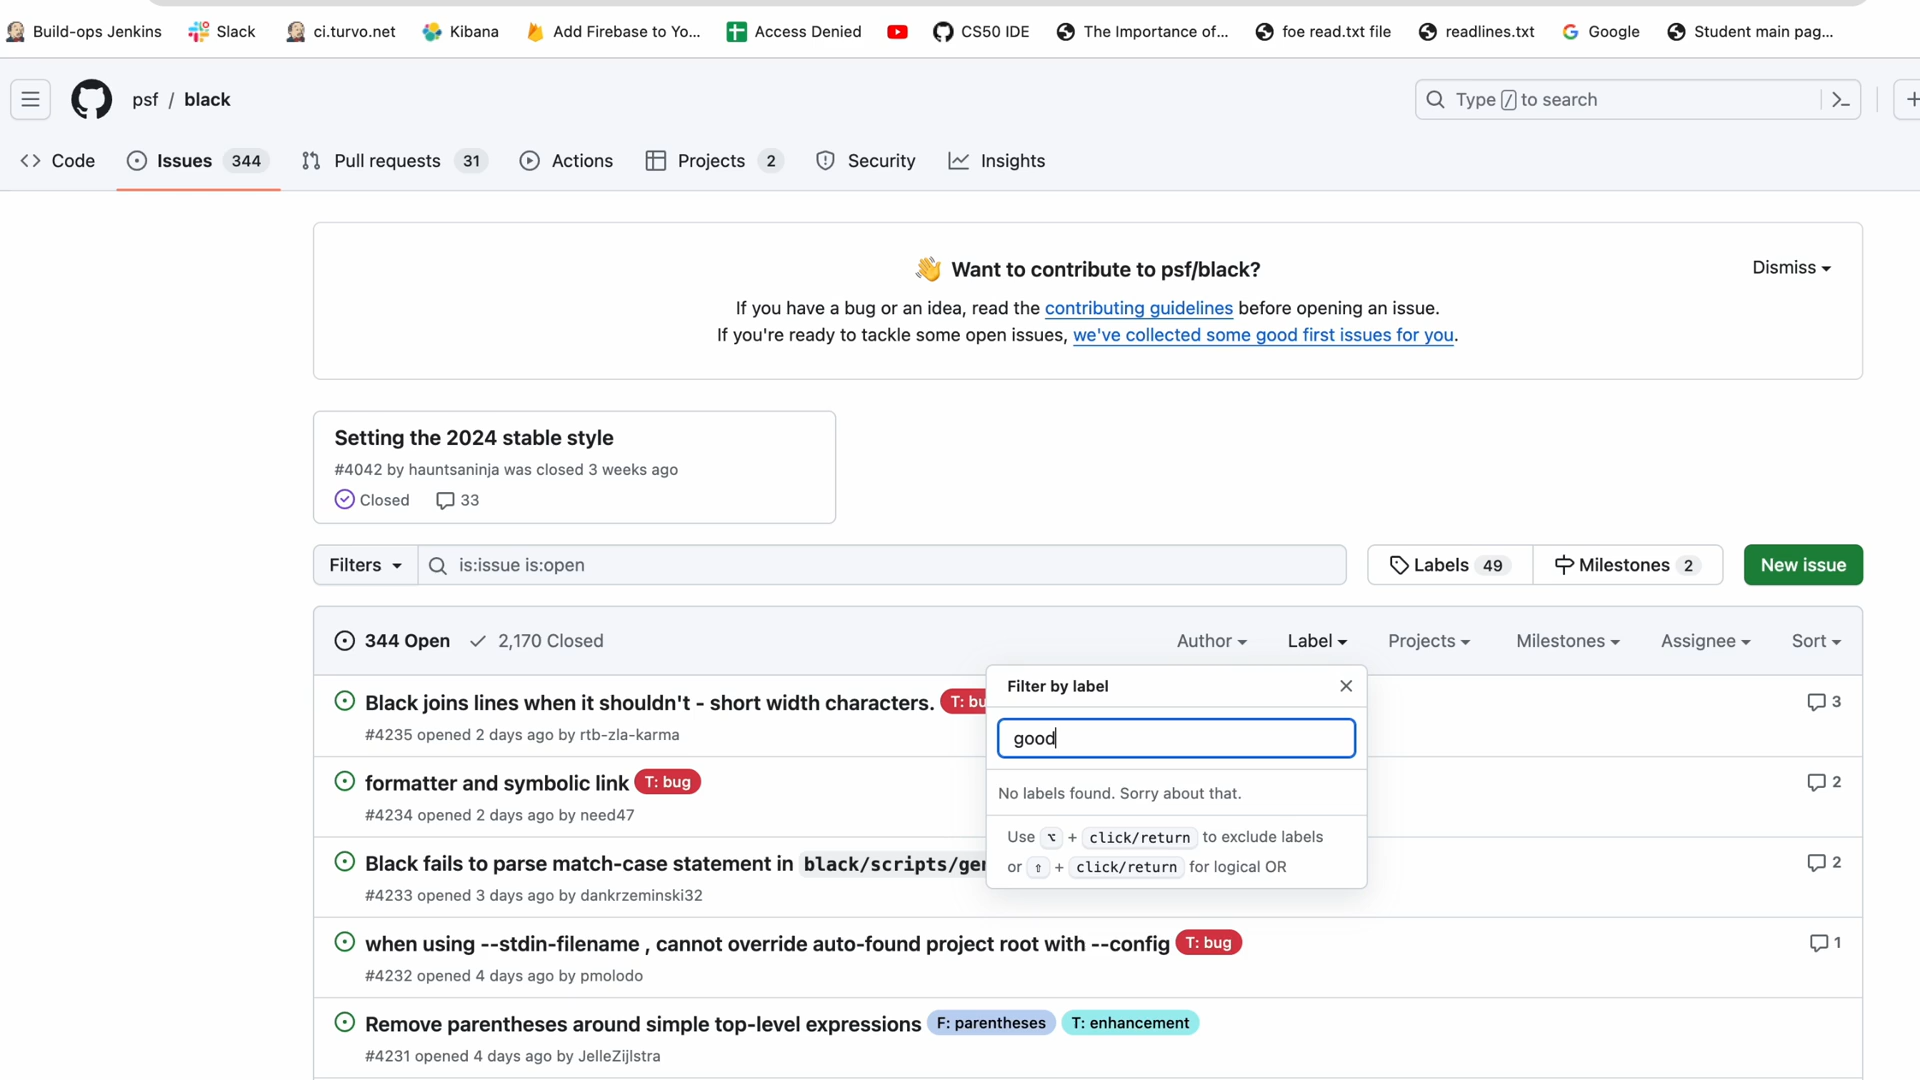 Build-ops Jenkins Slack ci.turvo.net Kibana Add Firebase to Yo... Access Denied CS50 IDE The Importance of... foe read.txt file readlines.txt Google Student main pag...
psf / black
Type / to search
Code Issues 344 Pull requests 31 Actions Projects 2 Security Insights
👋 Want to contribute to psf/black?
Dismiss
If you have a bug or an idea, read the contributing guidelines before opening an issue.
If you're ready to tackle some open issues, we've collected some good first issues for you.
Setting the 2024 stable style
#4042 by hauntsaninja was closed 3 weeks ago
Closed 33
Filters is:issue is:open Labels 49 Milestones 2 New issue
344 Open 2,170 Closed Author Label Projects Milestones Assignee Sort
Filter by label
good
No labels found. Sorry about that.
Use ⌥ + click/return to exclude labels
or ⇧ + click/return for logical OR
Black joins lines when it shouldn't - short width characters. T: bu 3
#4235 opened 2 days ago by rtb-zla-karma
formatter and symbolic link T: bug 2
#4234 opened 2 days ago by need47
Black fails to parse match-case statement in black/scripts/ger 2
#4233 opened 3 days ago by dankrzeminski32
when using --stdin-filename , cannot override auto-found project root with --config T: bug 1
#4232 opened 4 days ago by pmolodo
Remove parentheses around simple top-level expressions F: parentheses T: enhancement
#4231 opened 4 days ago by JelleZijlstra